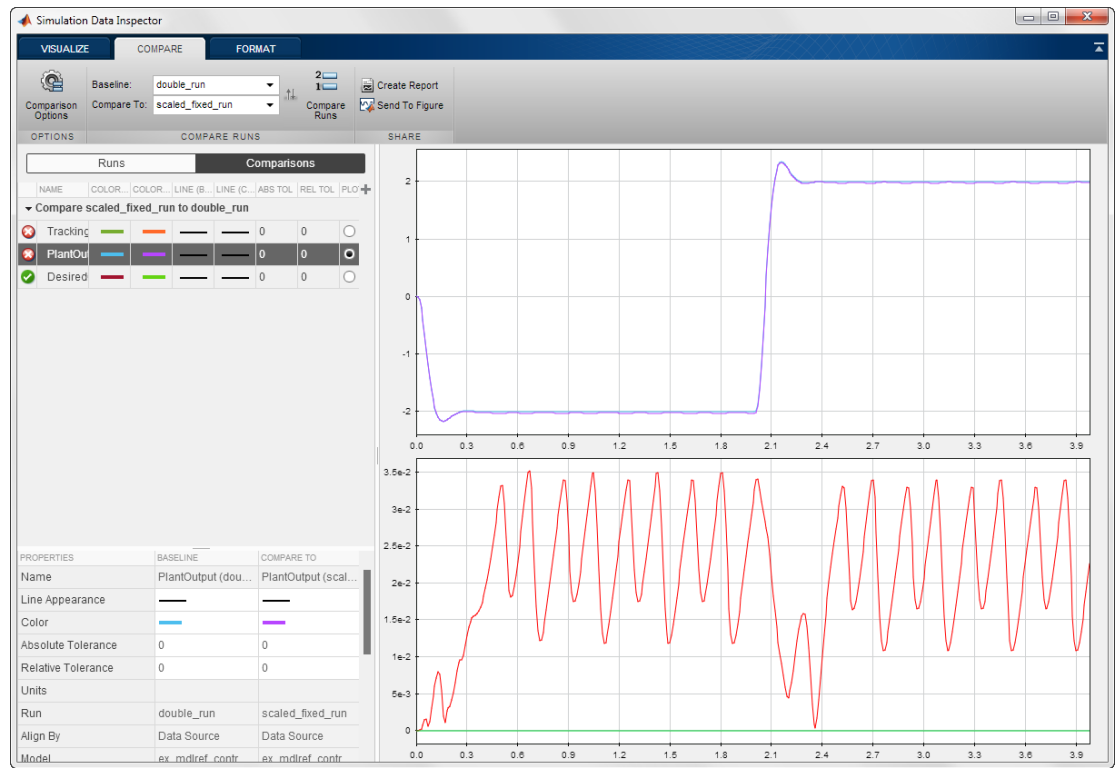 Simulation Data Inspector
VISUALIZE COMPARE FORMAT
Comparison Options
Baseline: double_run
Compare To: scaled_fixed_run
2
1
Compare Runs
Create Report
Send To Figure
OPTIONS COMPARE RUNS SHARE
Runs Comparisons
NAME COLOR... COLOR... LINE (B... LINE (C... ABS TOL REL TOL PLO
Compare scaled_fixed_run to double_run
Tracking 0 0
PlantOu 0 0
Desired 0 0
PROPERTIES BASELINE COMPARE TO
Name PlantOutput (dou... PlantOutput (scal...
Line Appearance
Color
Absolute Tolerance 0 0
Relative Tolerance 0 0
Units
Run double_run scaled_fixed_run
Align By Data Source Data Source
Model ex_mdlref_contr ex_mdlref_contr
2
1
0
-1
-2
0.0 0.3 0.6 0.9 1.2 1.5 1.8 2.1 2.4 2.7 3.0 3.3 3.6 3.9
3.5e-2
3e-2
2.5e-2
2e-2
1.5e-2
1e-2
5e-3
0
0.0 0.3 0.6 0.9 1.2 1.5 1.8 2.1 2.4 2.7 3.0 3.3 3.6 3.9